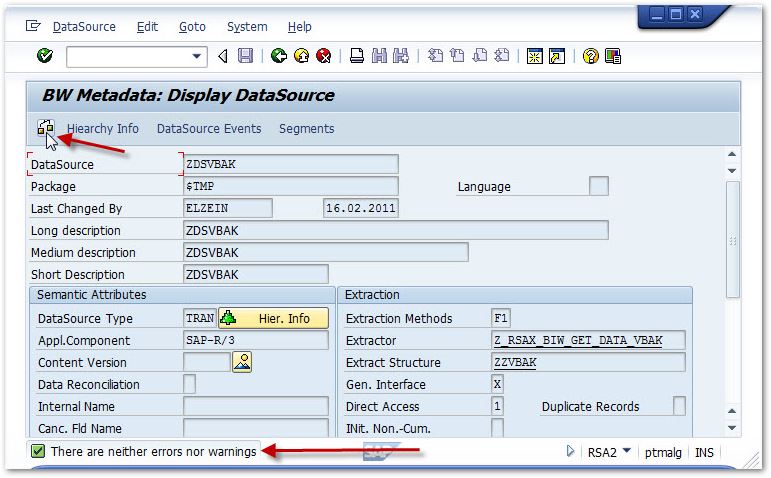 DataSource Edit Goto System Help
BW Metadata: Display DataSource
Hiearchy Info DataSource Events Segments
DataSource ZDSVBAK
Package $TMP Language
Last Changed By ELZEIN 16.02.2011
Long description ZDSVBAK
Medium description ZDSVBAK
Short Description ZDSVBAK
Semantic Attributes Extraction
DataSource Type TRAN Hier. Info Extraction Methods F1
Appl.Component SAP-R/3 Extractor Z_RSAX_BIW_GET_DATA_VBAK
Content Version Extract Structure ZZVBAK
Data Reconciliation Gen. Interface X
Internal Name Direct Access 1 Duplicate Records
Canc. Fld Name INit. Non.-Cum.
There are neither errors nor warnings SAP RSA2 ptmalg INS